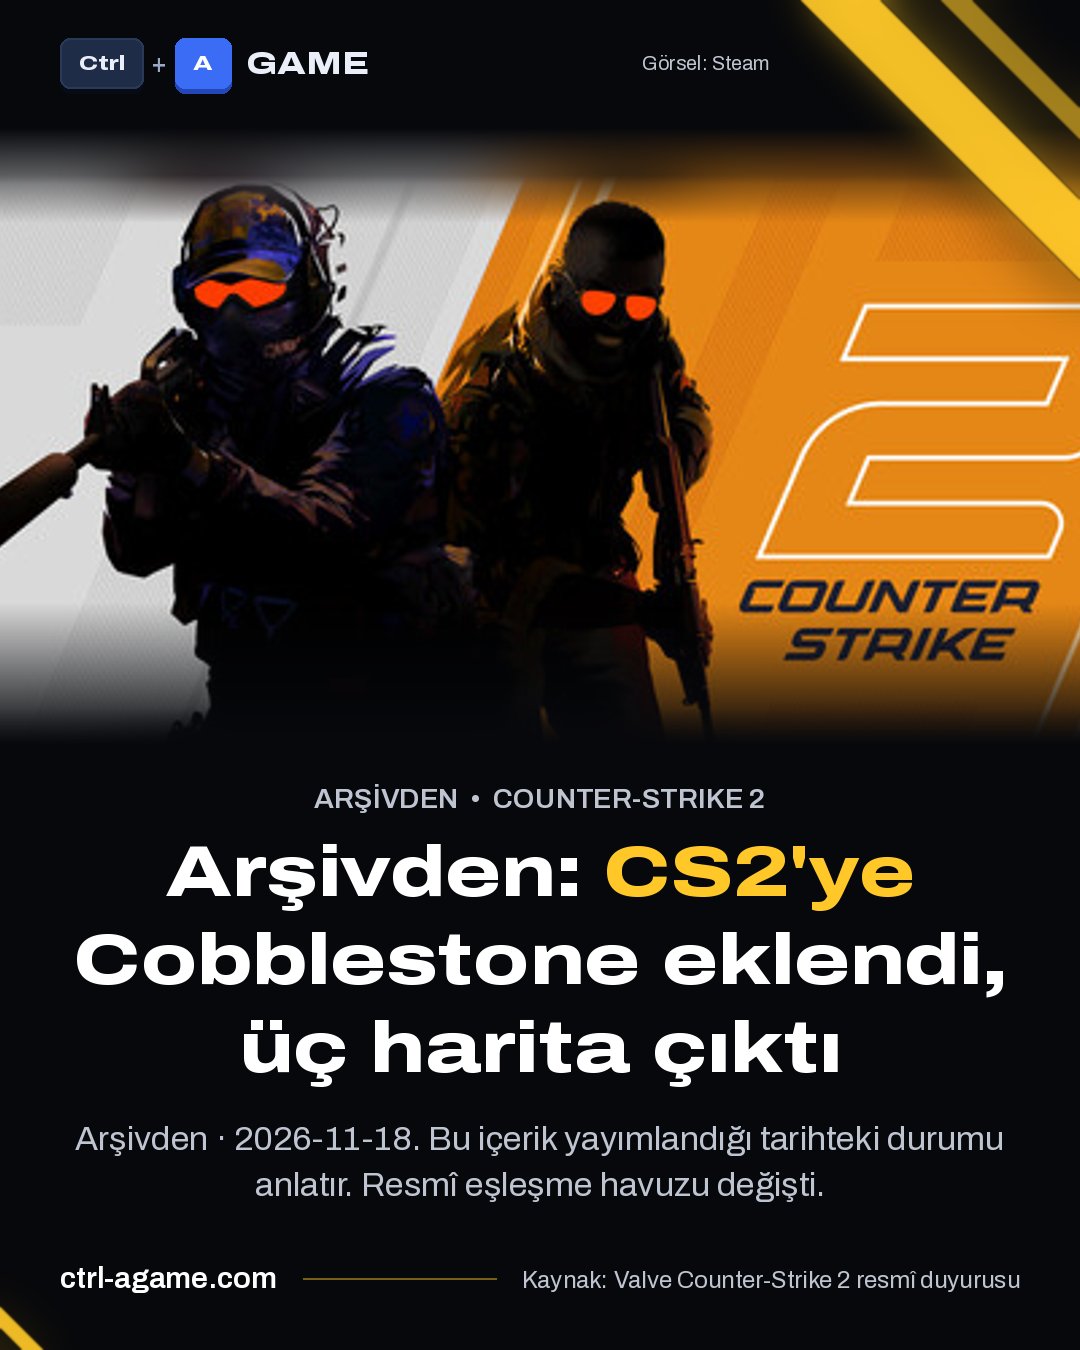 Ctrl + A GAME
Görsel: Steam
2
COUNTER
STRIKE
ARŞİVDEN • COUNTER-STRIKE 2
Arşivden: CS2'ye
Cobblestone eklendi,
üç harita çıktı
Arşivden · 2026-11-18. Bu içerik yayımlandığı tarihteki durumu
anlatır. Resmî eşleşme havuzu değişti.
ctrl-agame.com
Kaynak: Valve Counter-Strike 2 resmî duyurusu